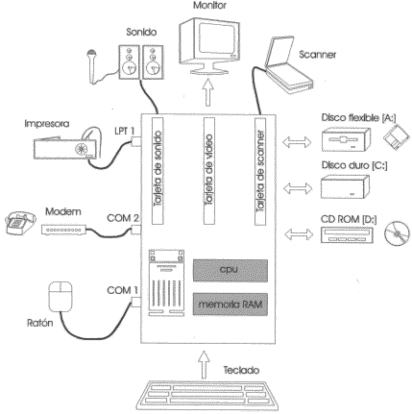 Monitor
Sonido
Scanner
Impresora
LPT 1
Tarjeta de sonido
Tarjeta de video
Tarjeta de scanner
Disco flexible [A:]
Disco duro [C:]
Modem
COM 2
CD ROM [D:]
cpu
COM 1
memoria RAM
Ratón
Teclado